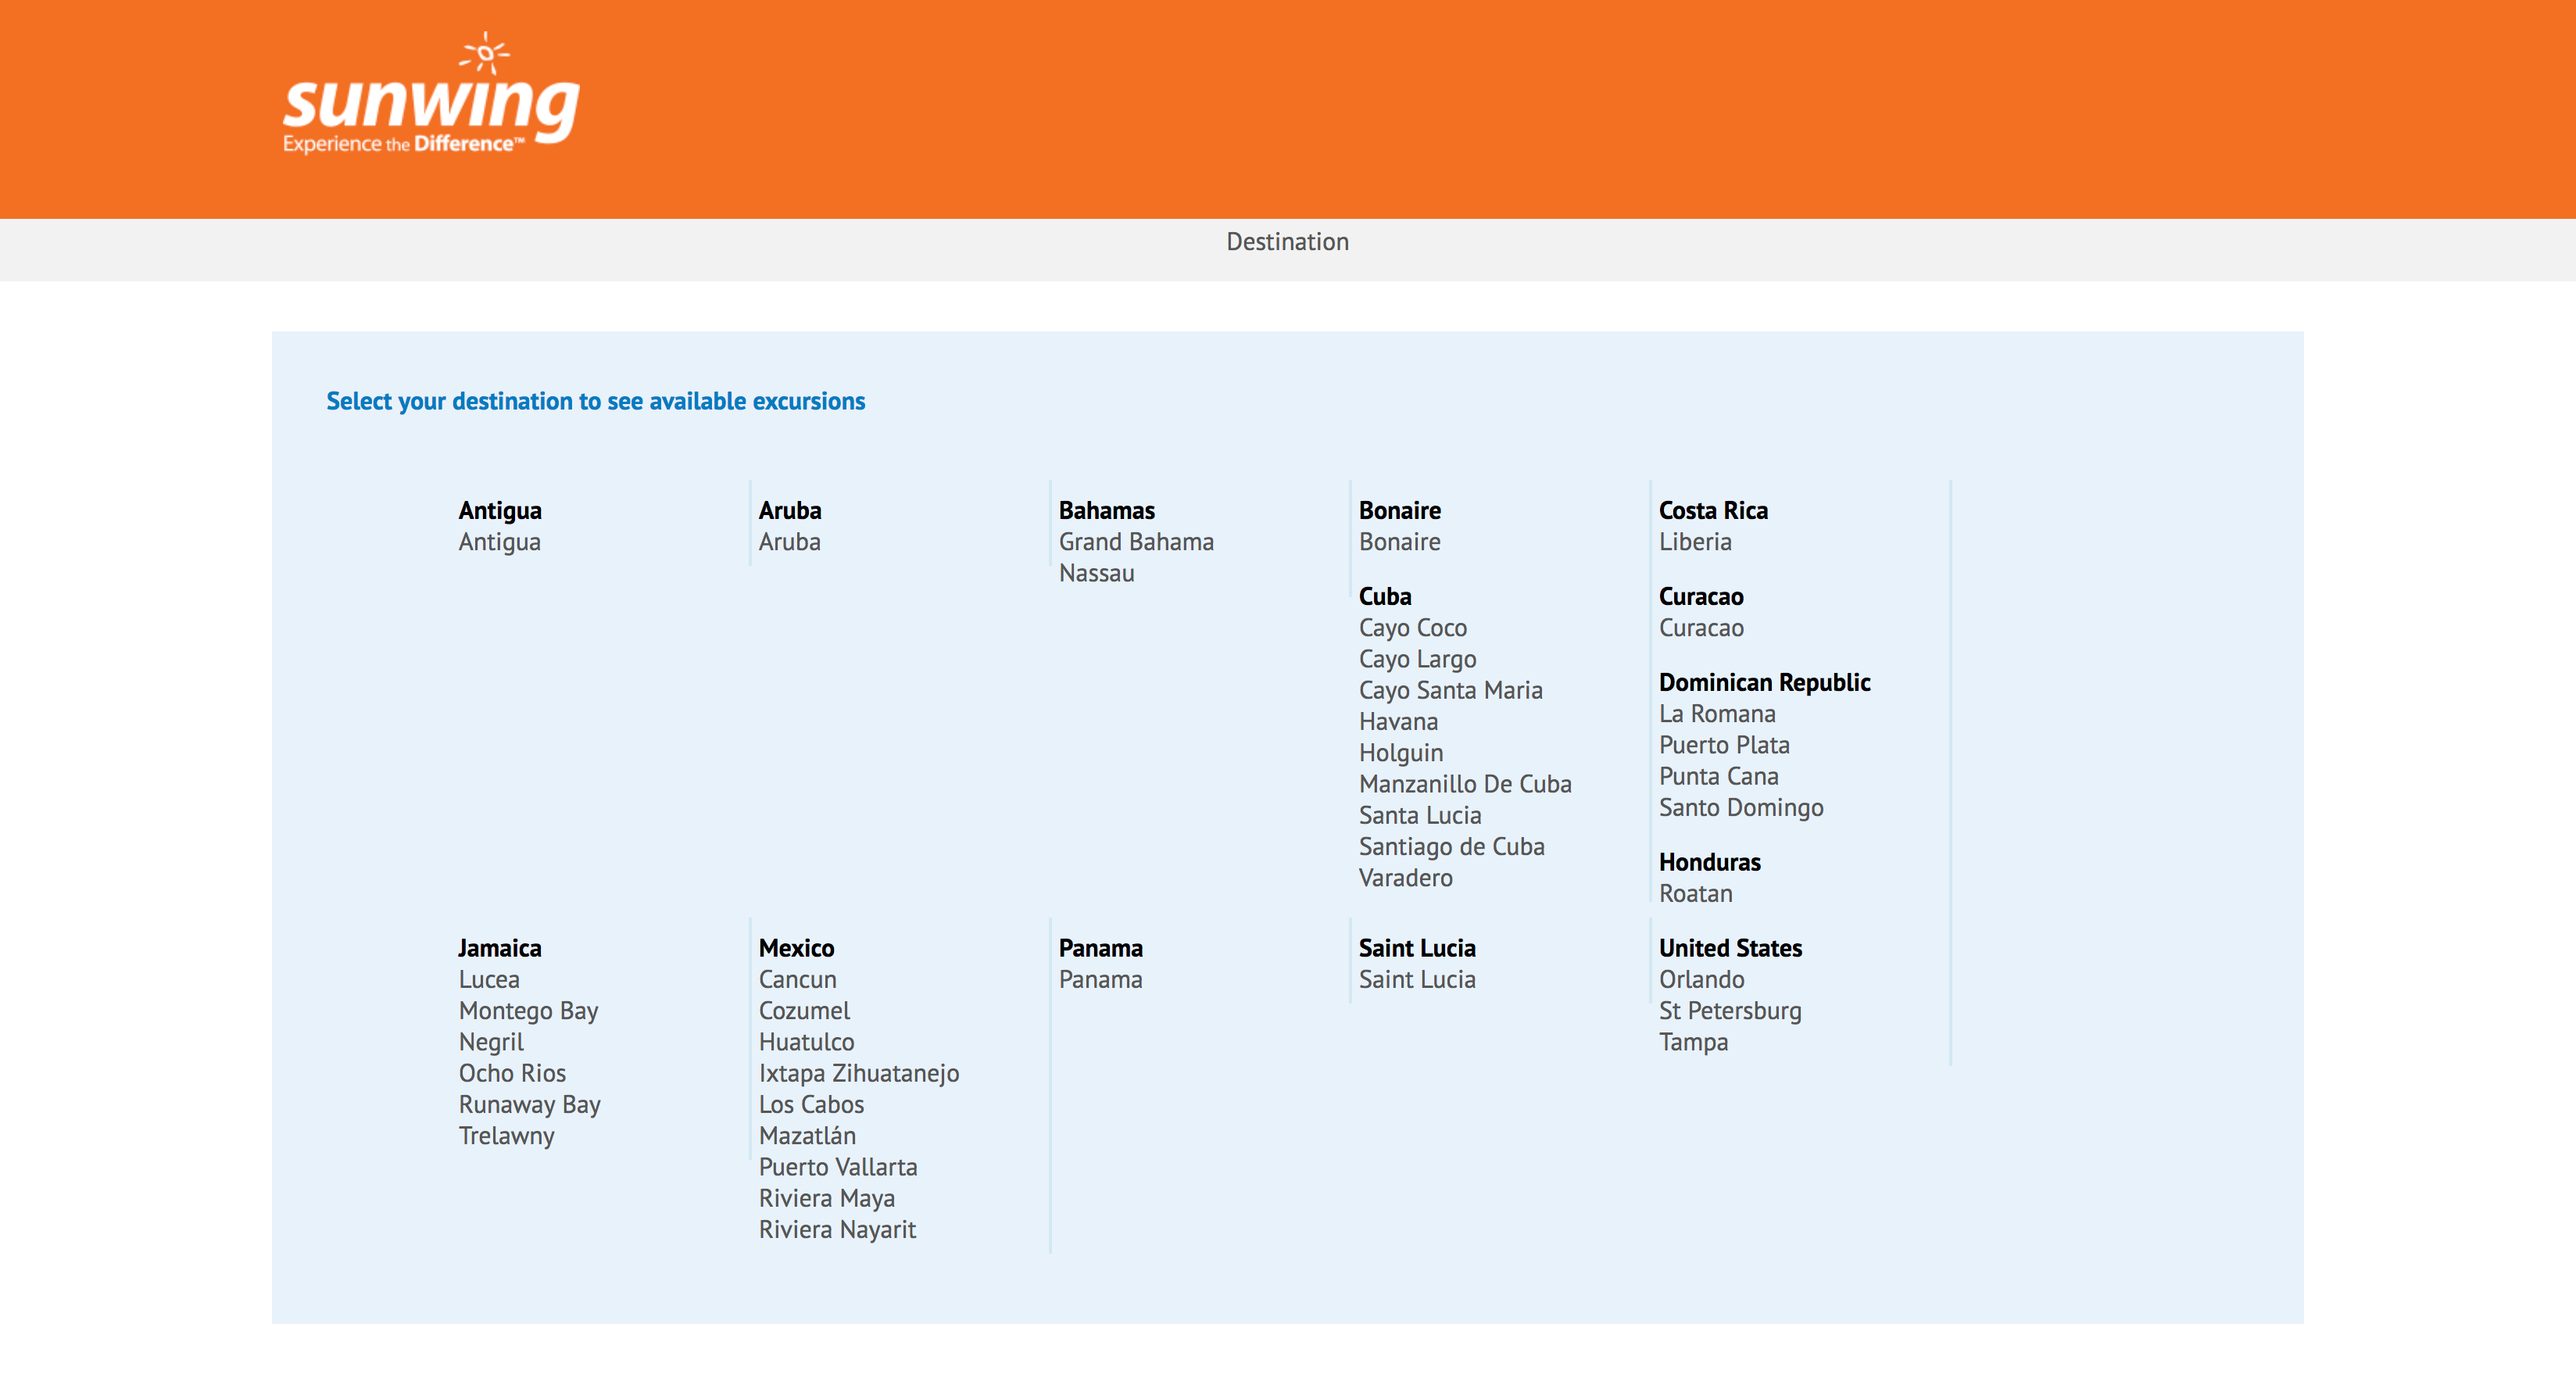 sunwing
Experience the Difference™
Destination
Select your destination to see available excursions
Antigua
Antigua
Aruba
Aruba
Bahamas
Grand Bahama
Nassau
Bonaire
Bonaire
Cuba
Cayo Coco
Cayo Largo
Cayo Santa Maria
Havana
Holguin
Manzanillo De Cuba
Santa Lucia
Santiago de Cuba
Varadero
Costa Rica
Liberia
Curacao
Curacao
Dominican Republic
La Romana
Puerto Plata
Punta Cana
Santo Domingo
Honduras
Roatan
Jamaica
Lucea
Montego Bay
Negril
Ocho Rios
Runaway Bay
Trelawny
Mexico
Cancun
Cozumel
Huatulco
Ixtapa Zihuatanejo
Los Cabos
Mazatlán
Puerto Vallarta
Riviera Maya
Riviera Nayarit
Panama
Panama
Saint Lucia
Saint Lucia
United States
Orlando
St Petersburg
Tampa